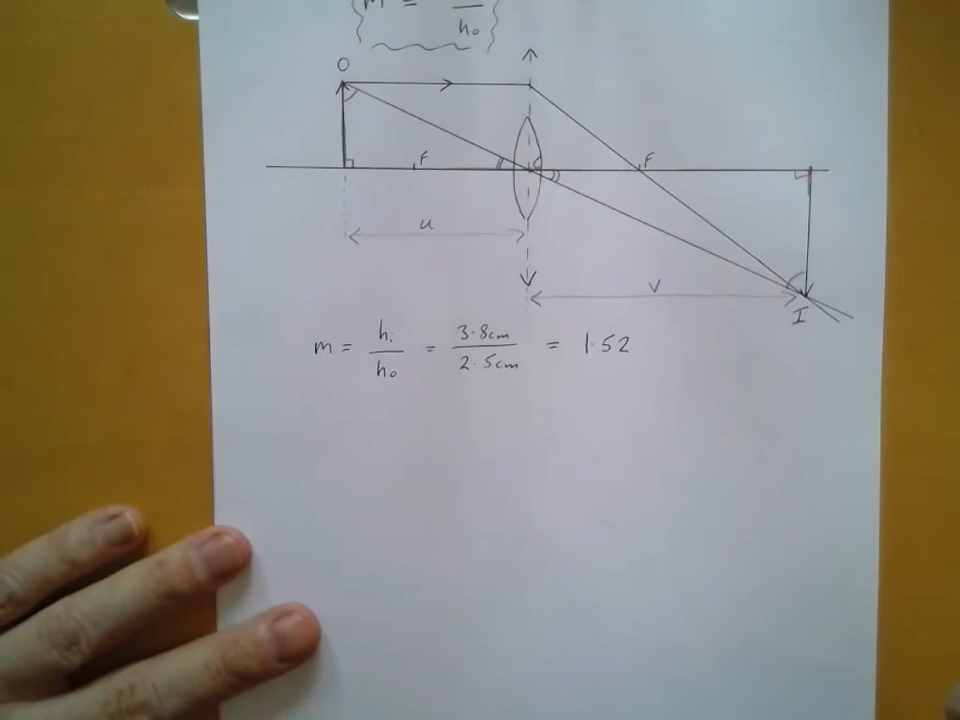 m = 
h₀
O
F
F
u
v
I
m = hᵢ / h₀ = 3.8cm / 2.5cm = 1.52